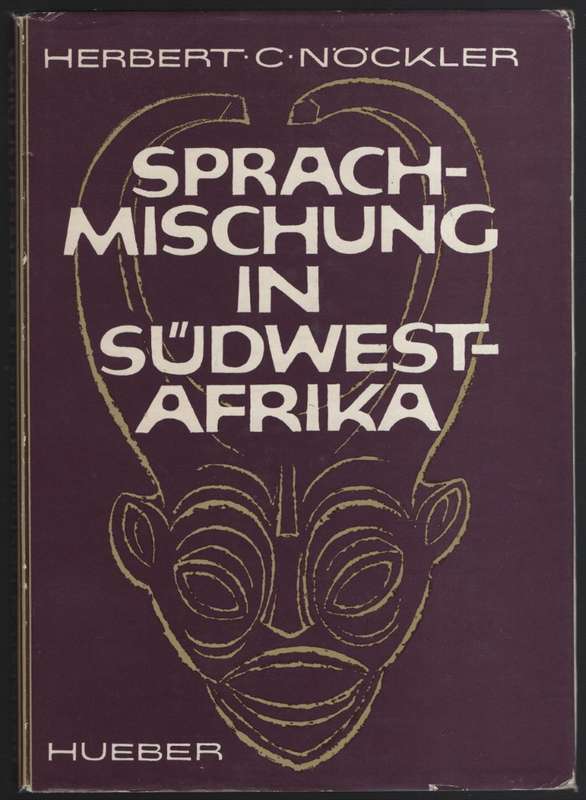 HERBERT·C·NÖCKLER
SPRACH-
MISCHUNG
IN
SÜDWEST-
AFRIKA
HUEBER